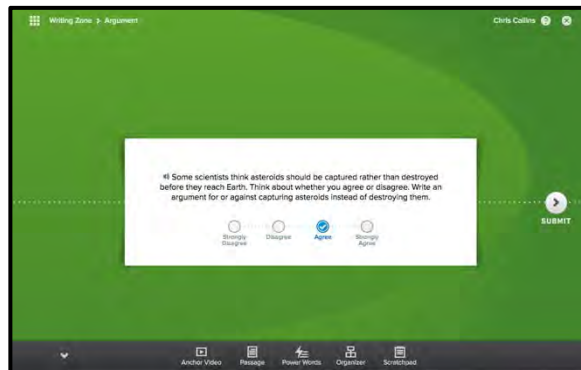 Writing Zone > Argument
Chris Collins
Some scientists think asteroids should be captured rather than destroyed
before they reach Earth. Think about whether you agree or disagree. Write an
argument for or against capturing asteroids instead of destroying them.
Strongly Disagree
Disagree
Agree
Strongly Agree
SUBMIT
Anchor Video
Passage
Power Words
Organizer
Scratchpad